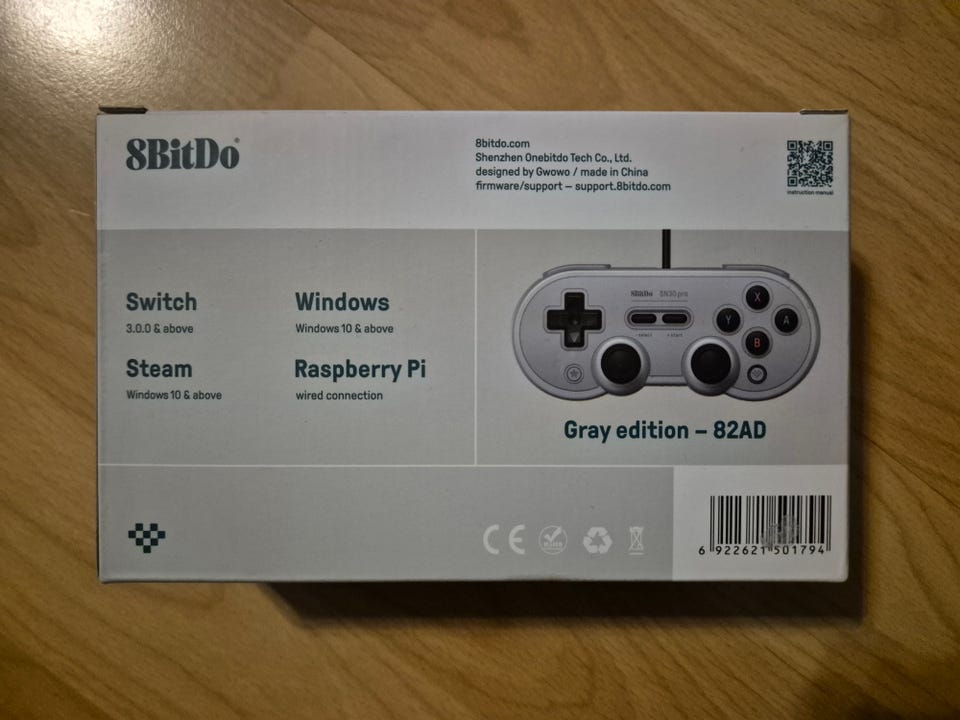 8BitDo
8bitdo.com
Shenzhen Onebitdo Tech Co., Ltd.
designed by Gwowo / made in China
firmware/support – support.8bitdo.com
instruction manual
Switch
3.0.0 & above
Windows
Windows 10 & above
Steam
Windows 10 & above
Raspberry Pi
wired connection
8BitDo SN30 pro
- select
+ start
X
Y
A
B
Gray edition – 82AD
CE
6 922621 501794